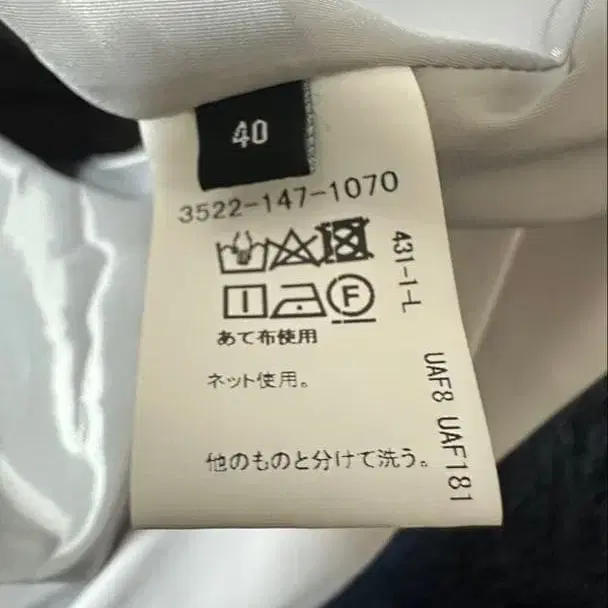 40
3522-147-1070
431-1-L
F
あて布使用
ネット使用。
他のものと分けて洗う。
UAF8 UAF181